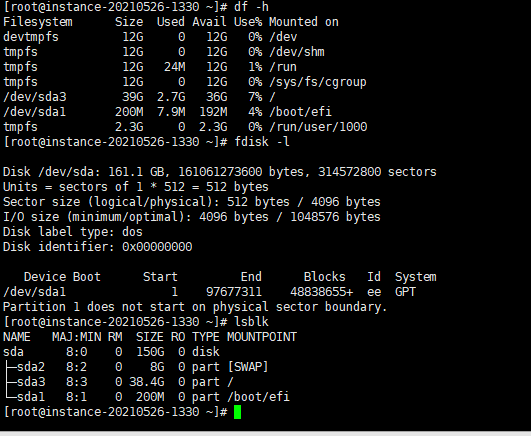 [root@instance-20210526-1330 ~]# df -h
Filesystem      Size  Used Avail Use% Mounted on
devtmpfs         12G     0   12G   0% /dev
tmpfs            12G     0   12G   0% /dev/shm
tmpfs            12G   24M   12G   1% /run
tmpfs            12G     0   12G   0% /sys/fs/cgroup
/dev/sda3        39G  2.7G   36G   7% /
/dev/sda1       200M  7.9M  192M   4% /boot/efi
tmpfs           2.3G     0  2.3G   0% /run/user/1000
[root@instance-20210526-1330 ~]# fdisk -l
Disk /dev/sda: 161.1 GB, 161061273600 bytes, 314572800 sectors
Units = sectors of 1 * 512 = 512 bytes
Sector size (logical/physical): 512 bytes / 4096 bytes
I/O size (minimum/optimal): 4096 bytes / 1048576 bytes
Disk label type: dos
Disk identifier: 0x00000000
   Device Boot      Start         End      Blocks   Id  System
/dev/sda1               1    97677311    48838655+  ee  GPT
Partition 1 does not start on physical sector boundary.
[root@instance-20210526-1330 ~]# lsblk
NAME   MAJ:MIN RM  SIZE RO TYPE MOUNTPOINT
sda      8:0    0  150G  0 disk
├─sda2   8:2    0    8G  0 part [SWAP]
├─sda3   8:3    0 38.4G  0 part /
└─sda1   8:1    0  200M  0 part /boot/efi
[root@instance-20210526-1330 ~]#